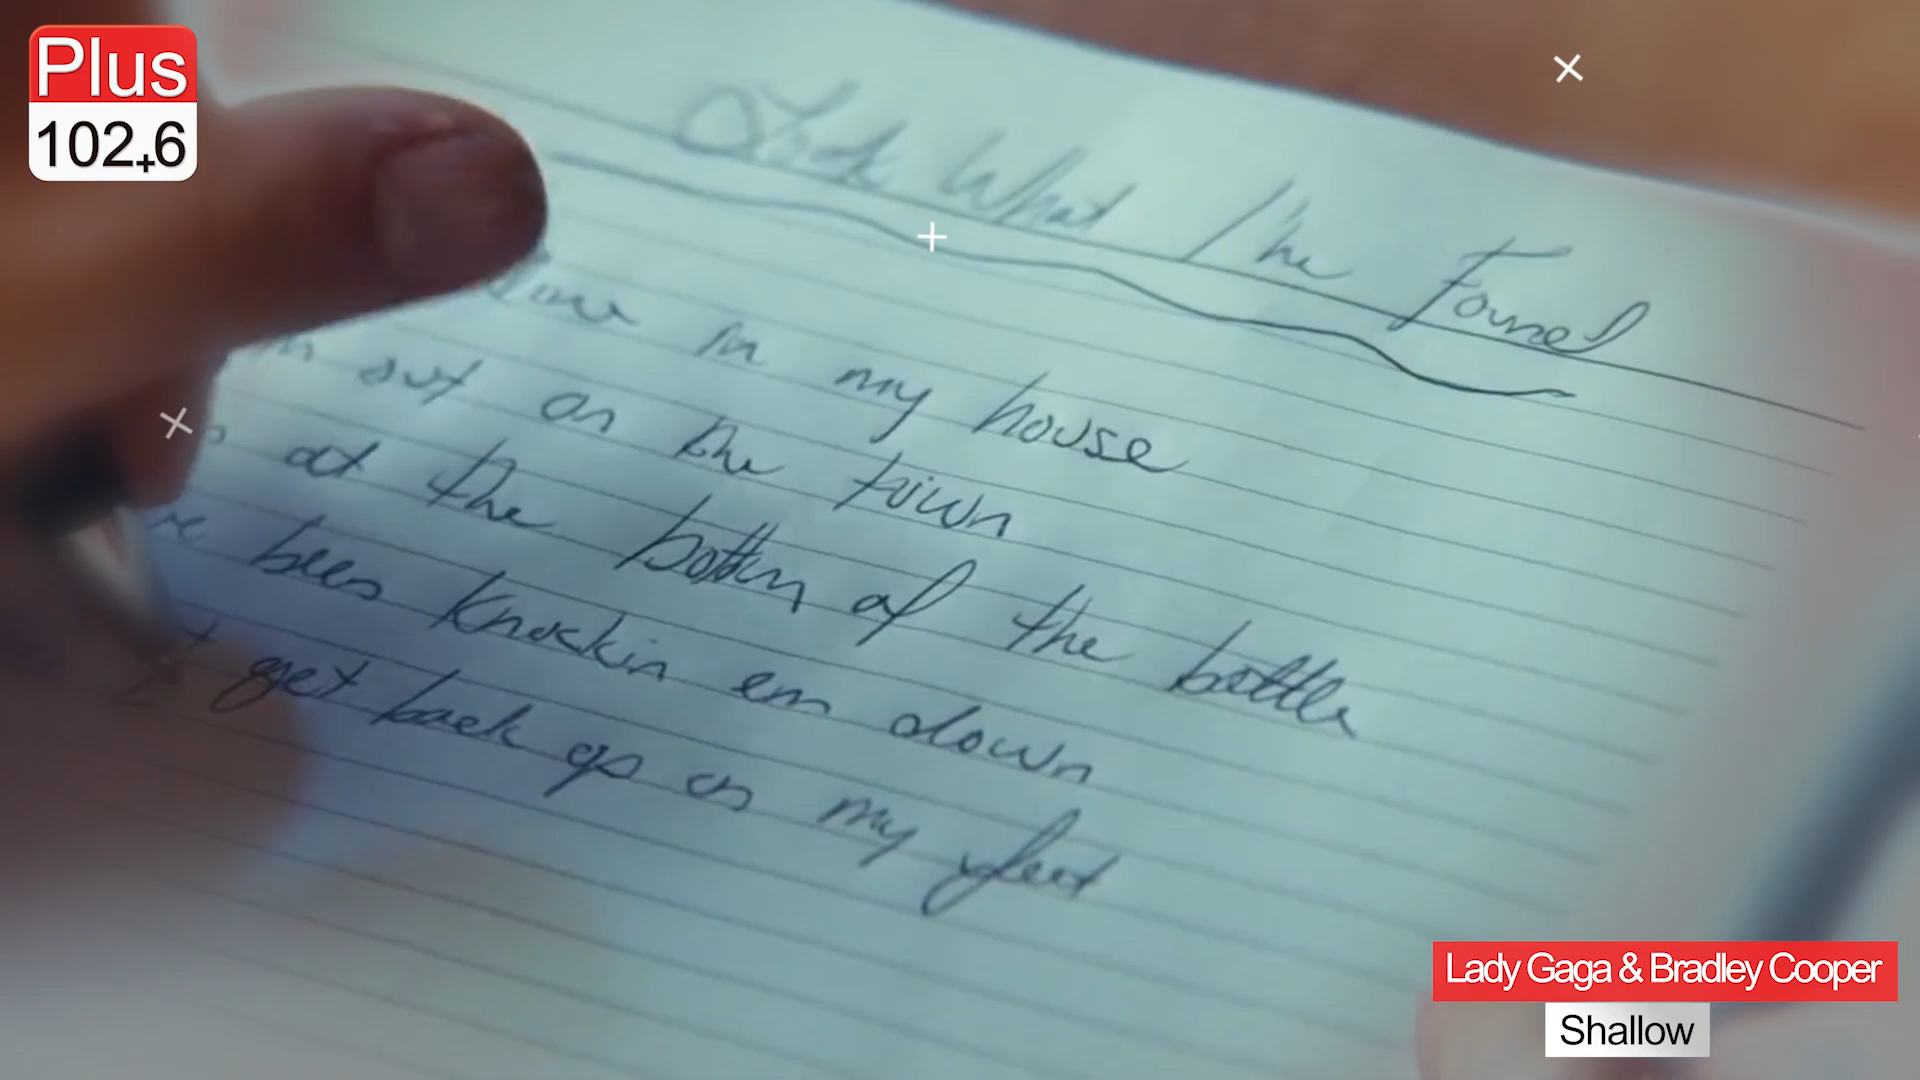 Plus
102.6
Look What I've Found
in my house
out on the town
at the bottom of the bottle
been knockin em down
get back up on my feet
Lady Gaga & Bradley Cooper
Shallow